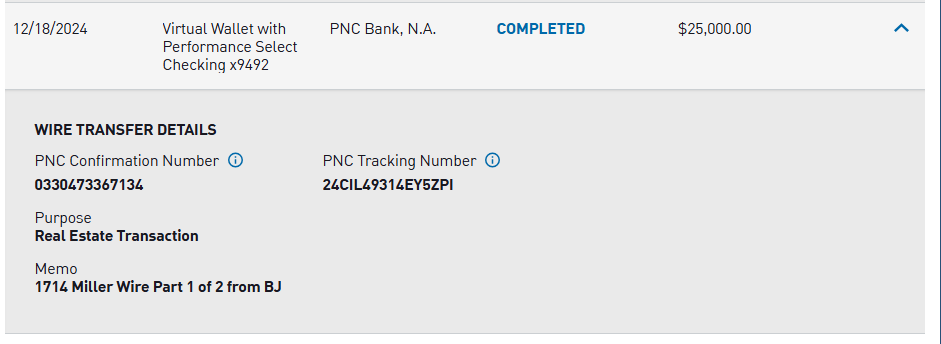 12/18/2024 Virtual Wallet with Performance Select Checking x9492 PNC Bank, N.A. COMPLETED $25,000.00
WIRE TRANSFER DETAILS
PNC Confirmation Number PNC Tracking Number
0330473367134 24CIL49314EY5ZPI
Purpose
Real Estate Transaction
Memo
1714 Miller Wire Part 1 of 2 from BJ